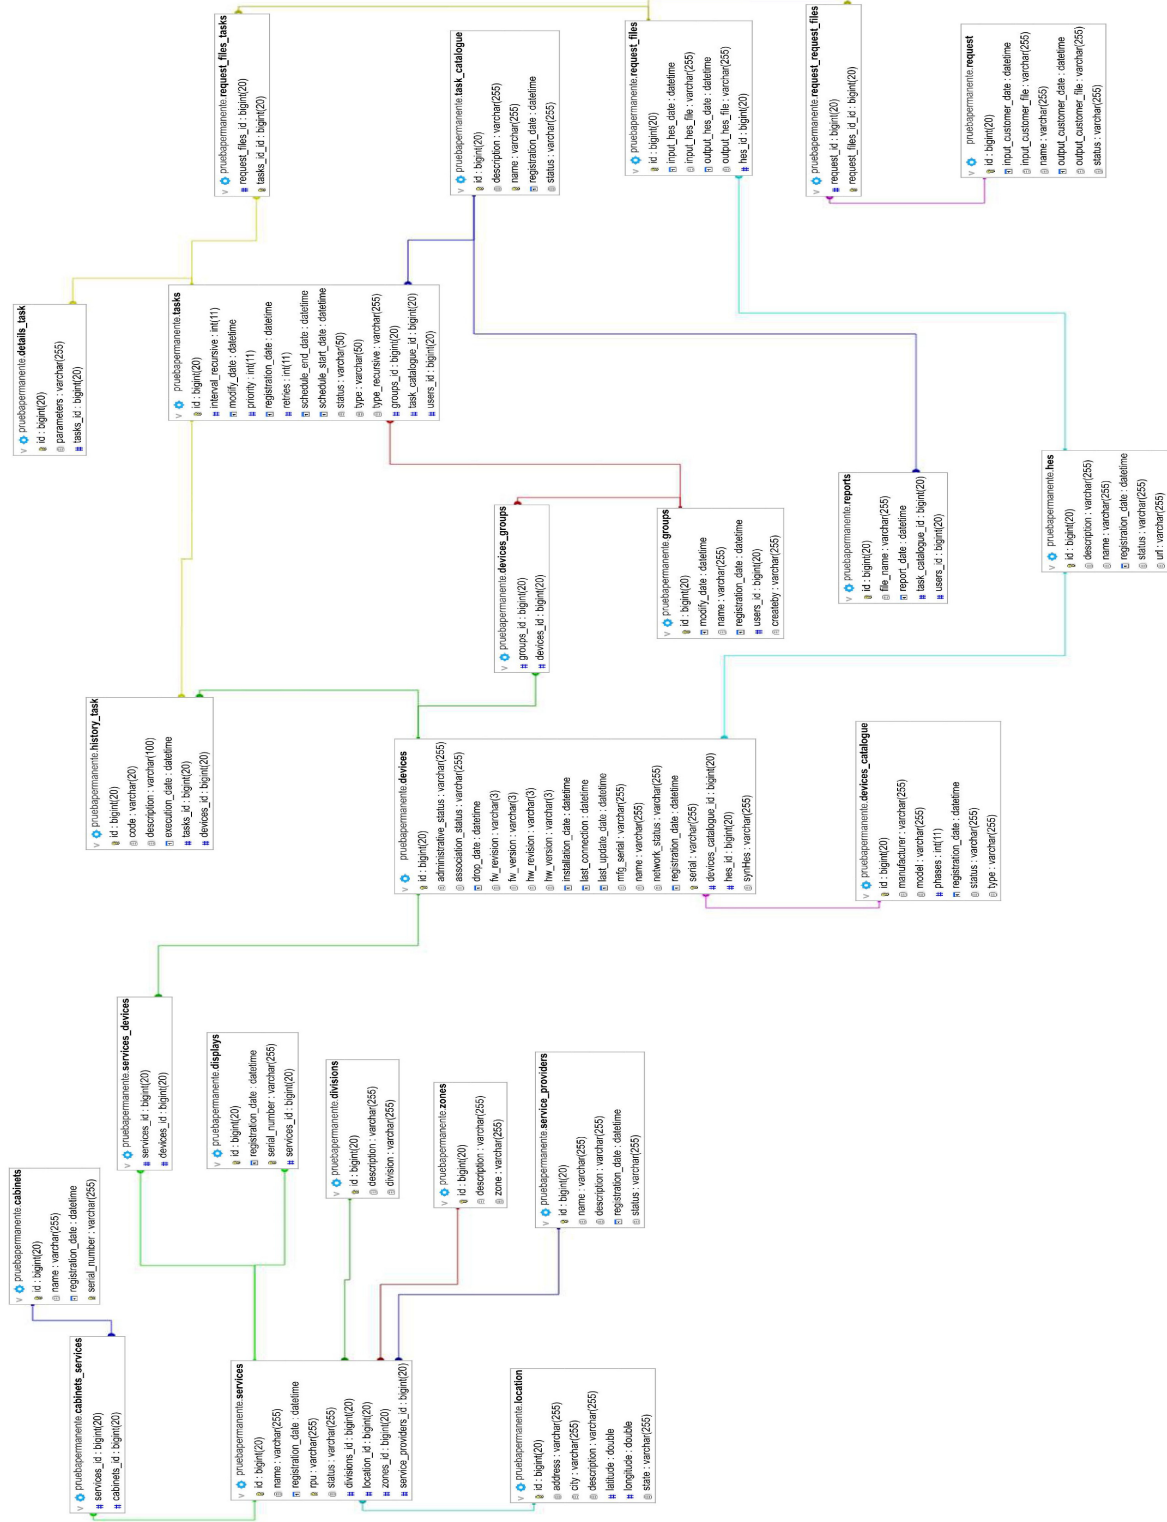 v pruebapermanente.cabinets
id : bigint(20)
name : varchar(255)
registration_date : datetime
serial_number : varchar(255)
v pruebapermanente.details_task
id : bigint(20)
parameters : varchar(255)
tasks_id : bigint(20)
v pruebapermanente.cabinets_services
services_id : bigint(20)
cabinets_id : bigint(20)
v pruebapermanente.history_task
id : bigint(20)
code : varchar(20)
description : varchar(100)
execution_date : datetime
tasks_id : bigint(20)
devices_id : bigint(20)
v pruebapermanente.services_devices
services_id : bigint(20)
devices_id : bigint(20)
v pruebapermanente.tasks
id : bigint(20)
interval_recursive : int(11)
modify_date : datetime
priority : int(11)
registration_date : datetime
retries : int(11)
schedule_end_date : datetime
schedule_start_date : datetime
status : varchar(50)
type : varchar(50)
type_recursive : varchar(255)
groups_id : bigint(20)
task_catalogue_id : bigint(20)
users_id : bigint(20)
v pruebapermanente.displays
id : bigint(20)
registration_date : datetime
serial_number : varchar(255)
services_id : bigint(20)
v pruebapermanente.request_files_tasks
request_files_id : bigint(20)
tasks_id_id : bigint(20)
v pruebapermanente.services
id : bigint(20)
name : varchar(255)
registration_date : datetime
rpu : varchar(255)
status : varchar(255)
divisions_id : bigint(20)
location_id : bigint(20)
zones_id : bigint(20)
service_providers_id : bigint(20)
v pruebapermanente.divisions
id : bigint(20)
description : varchar(255)
division : varchar(255)
v pruebapermanente.devices
id : bigint(20)
administrative_status : varchar(255)
association_status : varchar(255)
drop_date : datetime
fw_revision : varchar(3)
fw_version : varchar(3)
hw_revision : varchar(3)
hw_version : varchar(3)
installation_date : datetime
last_connection : datetime
last_update_date : datetime
mfg_serial : varchar(255)
name : varchar(255)
network_status : varchar(255)
registration_date : datetime
serial : varchar(255)
devices_catalogue_id : bigint(20)
hes_id : bigint(20)
synHes : varchar(255)
v pruebapermanente.zones
id : bigint(20)
description : varchar(255)
zone : varchar(255)
v pruebapermanente.task_catalogue
id : bigint(20)
description : varchar(255)
name : varchar(255)
registration_date : datetime
status : varchar(255)
v pruebapermanente.devices_groups
groups_id : bigint(20)
devices_id : bigint(20)
v pruebapermanente.location
id : bigint(20)
address : varchar(255)
city : varchar(255)
description : varchar(255)
latitude : double
longitude : double
state : varchar(255)
v pruebapermanente.service_providers
id : bigint(20)
name : varchar(255)
description : varchar(255)
registration_date : datetime
status : varchar(255)
v pruebapermanente.request_files
id : bigint(20)
input_hes_date : datetime
input_hes_file : varchar(255)
output_hes_date : datetime
output_hes_file : varchar(255)
hes_id : bigint(20)
v pruebapermanente.groups
id : bigint(20)
modify_date : datetime
name : varchar(255)
registration_date : datetime
users_id : bigint(20)
createby : varchar(255)
v pruebapermanente.request_request_files
request_id : bigint(20)
request_files_id_id : bigint(20)
v pruebapermanente.reports
id : bigint(20)
file_name : varchar(255)
report_date : datetime
task_catalogue_id : bigint(20)
users_id : bigint(20)
v pruebapermanente.devices_catalogue
id : bigint(20)
manufacturer : varchar(255)
model : varchar(255)
phases : int(11)
registration_date : datetime
status : varchar(255)
type : varchar(255)
v pruebapermanente.request
id : bigint(20)
input_customer_date : datetime
input_customer_file : varchar(255)
name : varchar(255)
output_customer_date : datetime
output_customer_file : varchar(255)
status : varchar(255)
v pruebapermanente.hes
id : bigint(20)
description : varchar(255)
name : varchar(255)
registration_date : datetime
status : varchar(255)
url : varchar(255)